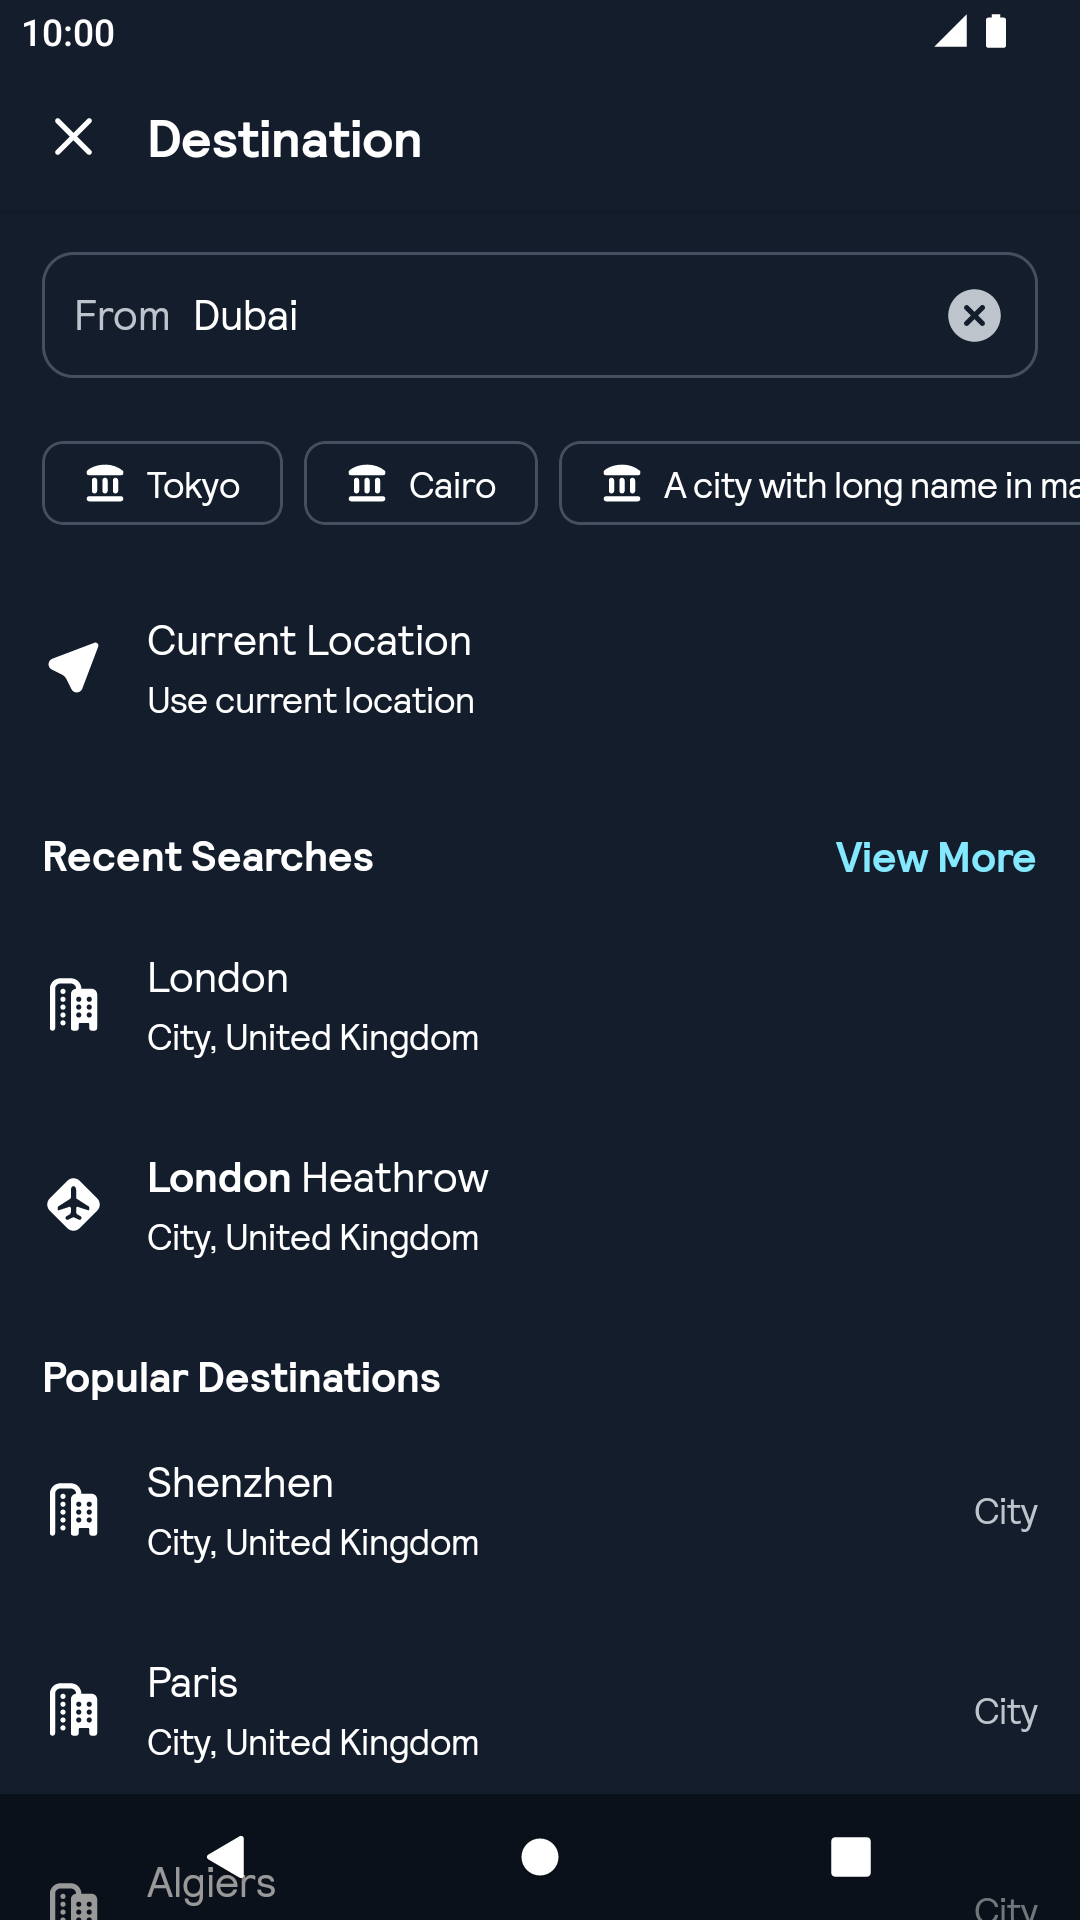 10:00
Destination
From Dubai
Tokyo
Cairo
A city with long name in ma
Current Location
Use current location
Recent Searches
View More
London
City, United Kingdom
London Heathrow
City, United Kingdom
Popular Destinations
Shenzhen
City, United Kingdom
City
Paris
City, United Kingdom
City
Algiers
City